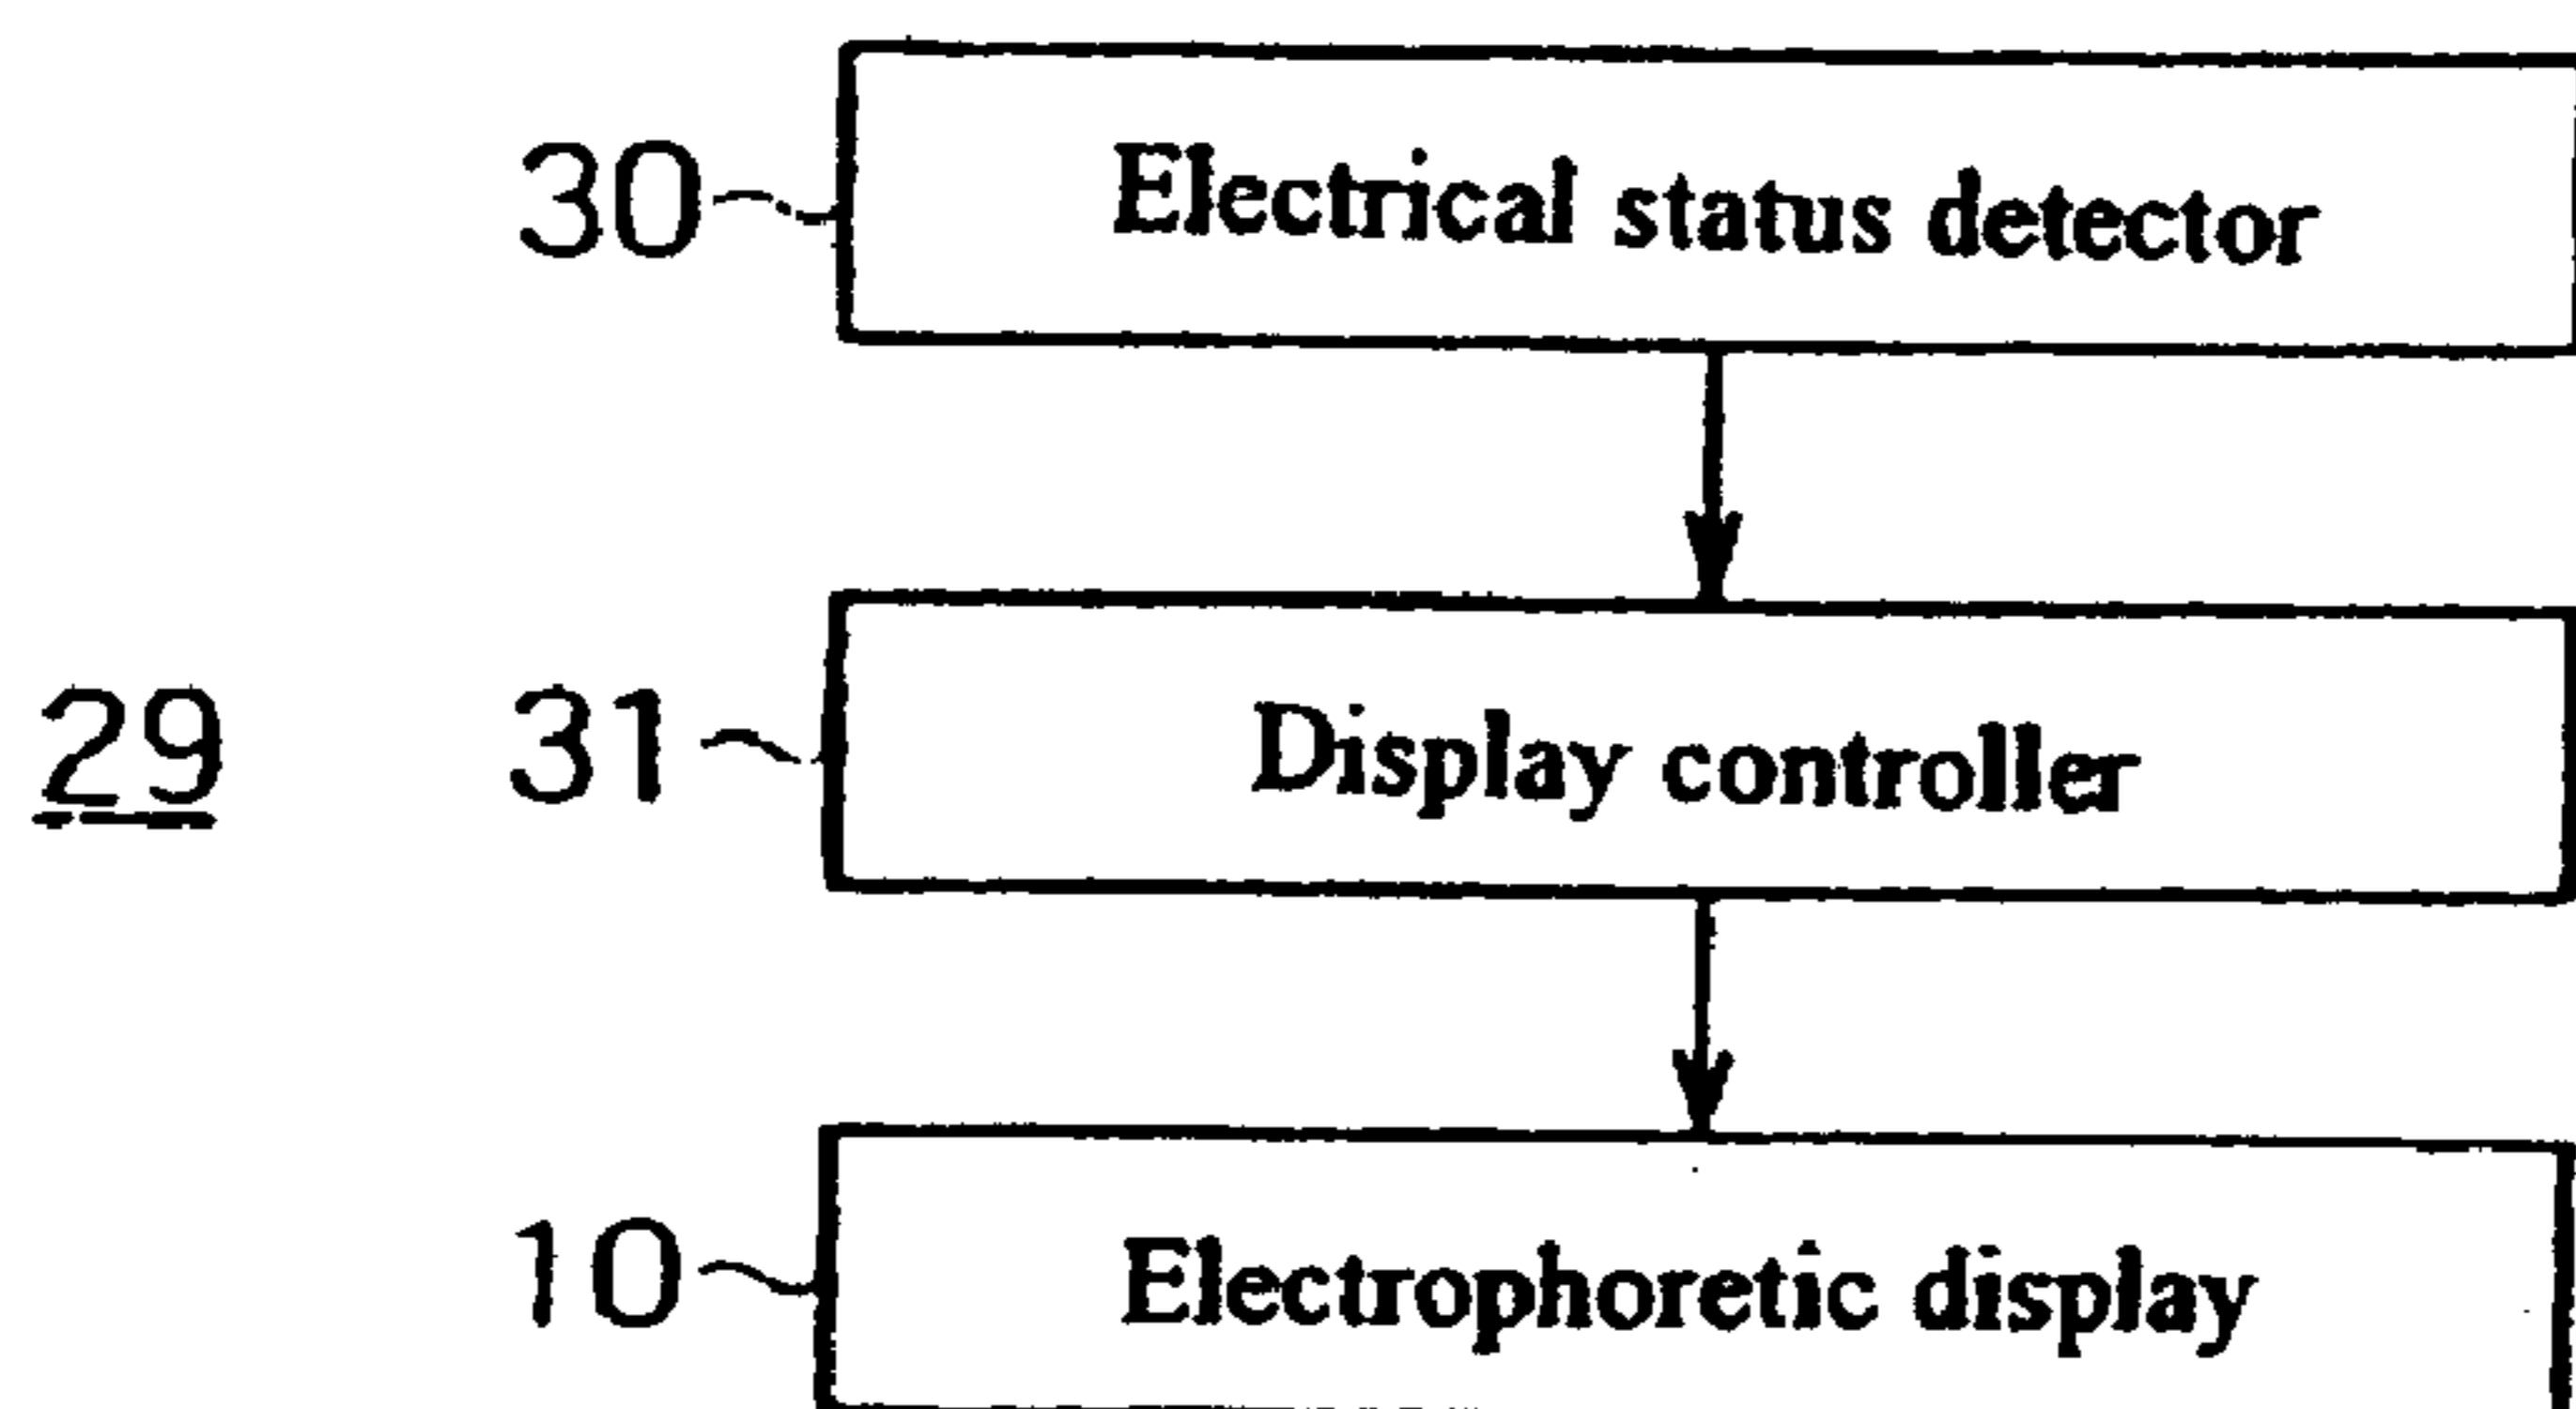 30 Electrical status detector
29 31 Display controller
10 Electrophoretic display